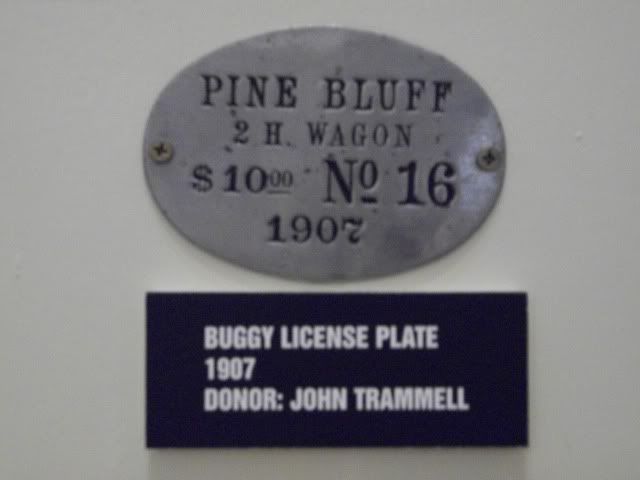 PINE BLUFF
2 H. WAGON
$10 00 No 16
1907
BUGGY LICENSE PLATE
1907
DONOR: JOHN TRAMMELL